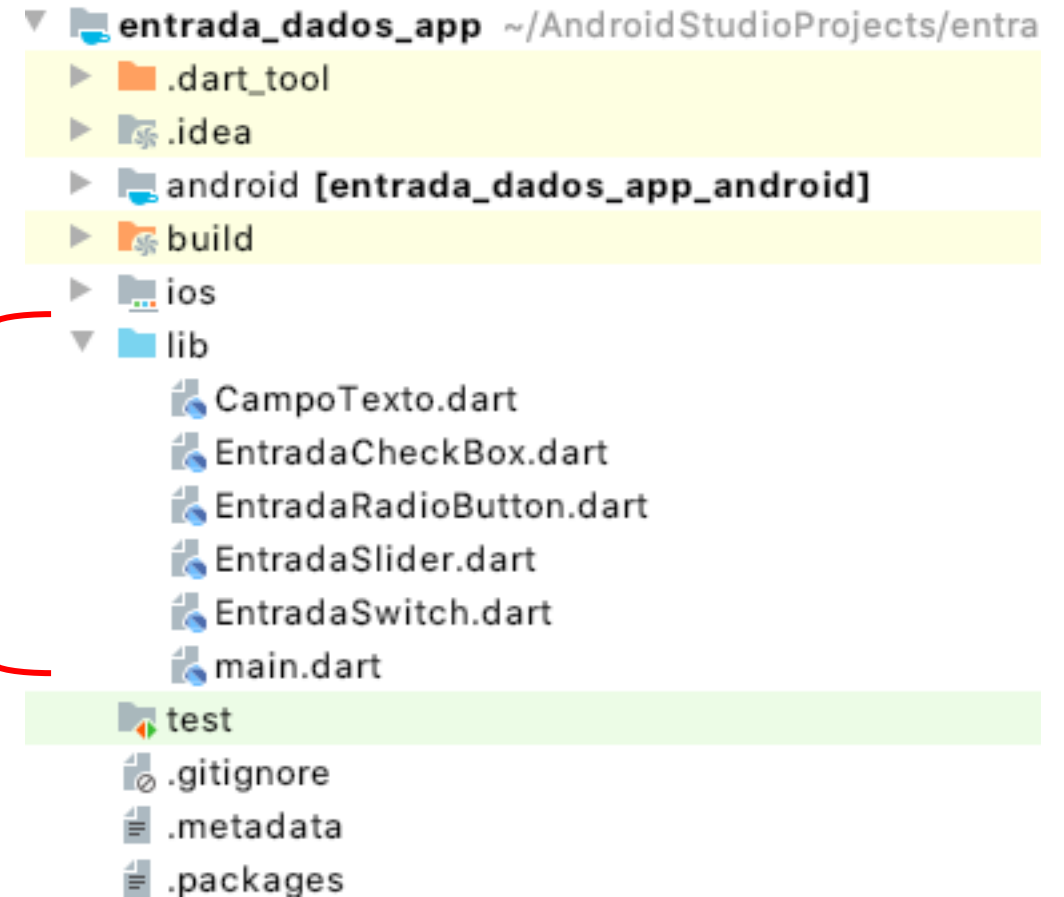 entrada_dados_app ~/AndroidStudioProjects/entra
.dart_tool
.idea
android [entrada_dados_app_android]
build
ios
lib
CampoTexto.dart
EntradaCheckBox.dart
EntradaRadioButton.dart
EntradaSlider.dart
EntradaSwitch.dart
main.dart
test
.gitignore
.metadata
.packages